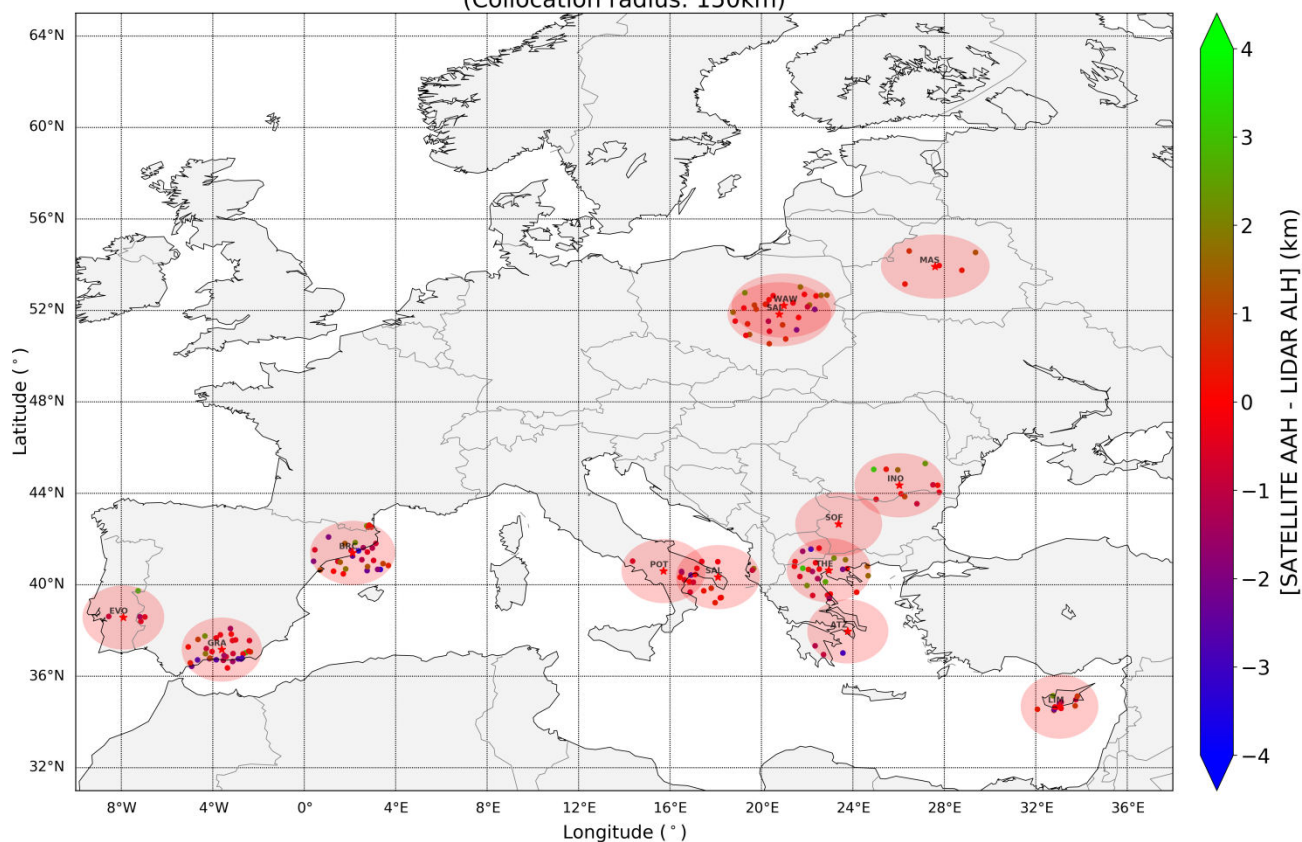 (Collocation radius: 150km)
64°N
60°N
56°N
52°N
48°N
44°N
40°N
36°N
32°N
Latitude (°)
MAS
WAW
INO
SOF
BRC
POT
SAL
THE
EVO
GRA
ATZ
LIM
8°W 4°W 0° 4°E 8°E 12°E 16°E 20°E 24°E 28°E 32°E 36°E
Longitude (°)
4
3
2
1
0
−1
−2
−3
−4
[SATELLITE AAH - LIDAR ALH] (km)